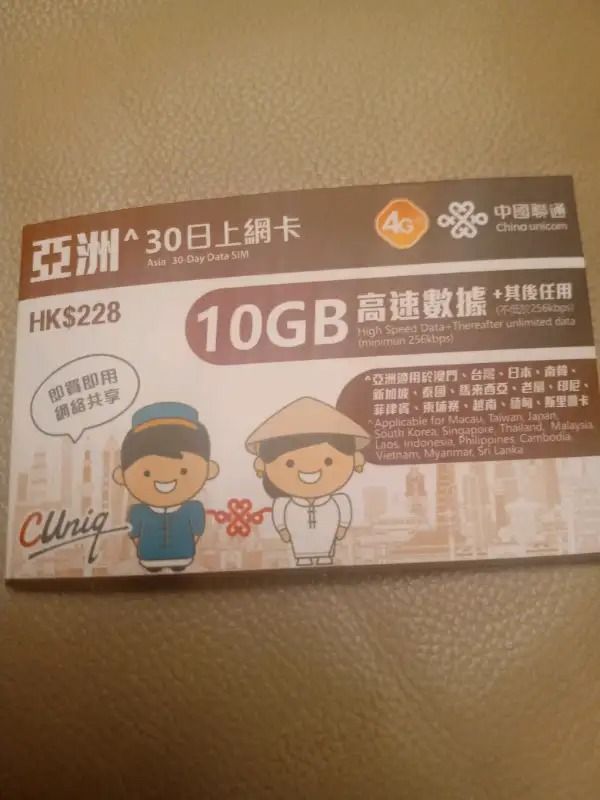 亞洲^30日上網卡
Asia 30-Day Data SIM
4G
中國聯通
China unicom
HK$228
10GB 高速數據 +其後任用
(不低於256kbps)
High Speed Data+Thereafter unlimited data
(minimun 256kbps)
即買即用
網絡共享
^亞洲適用於澳門、台灣、日本、南韓、
新加坡、泰國、馬來西亞、老撾、印尼、
菲律賓、柬埔寨、越南、緬甸、斯里蘭卡
^Applicable for Macau, Taiwan, Japan,
South Korea, Singapore, Thailand, Malaysia,
Laos, Indonesia, Philippines, Cambodia,
Vietnam, Myanmar, Sri Lanka
CUniq